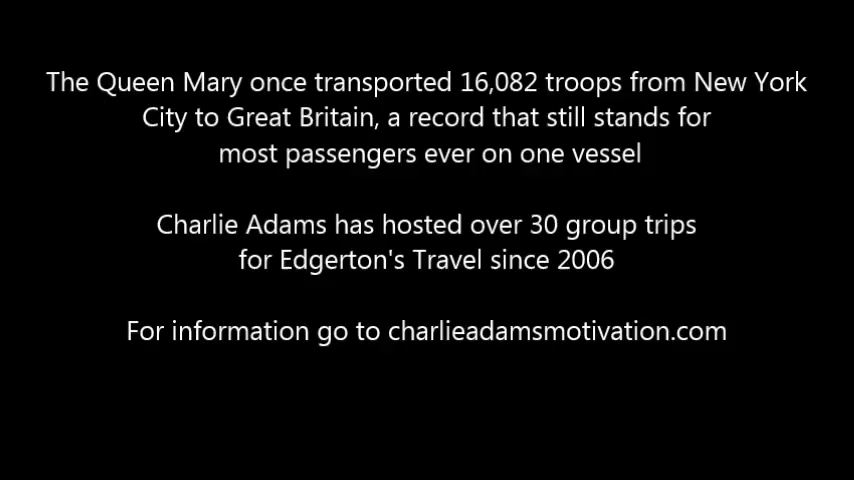 The Queen Mary once transported 16,082 troops from New York
City to Great Britain, a record that still stands for
most passengers ever on one vessel
Charlie Adams has hosted over 30 group trips
for Edgerton's Travel since 2006
For information go to charlieadamsmotivation.com